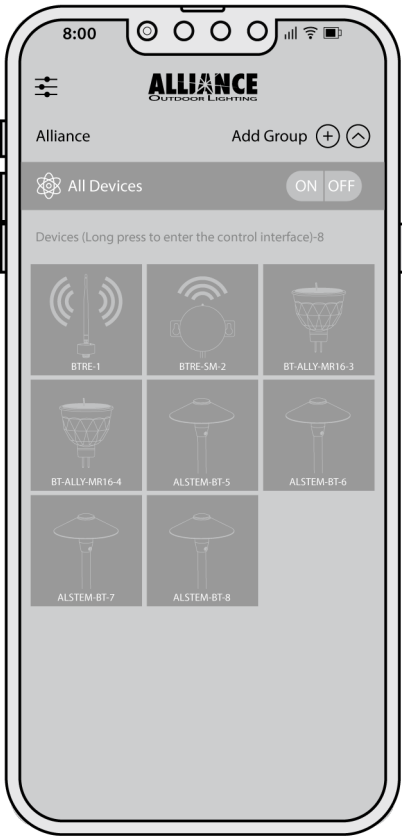 8:00
ALLIANCE
OUTDOOR LIGHTING
Alliance Add Group
All Devices ON OFF
Devices (Long press to enter the control interface)-8
BTRE-1 BTRE-SM-2 BT-ALLY-MR16-3
BT-ALLY-MR16-4 ALSTEM-BT-5 ALSTEM-BT-6
ALSTEM-BT-7 ALSTEM-BT-8